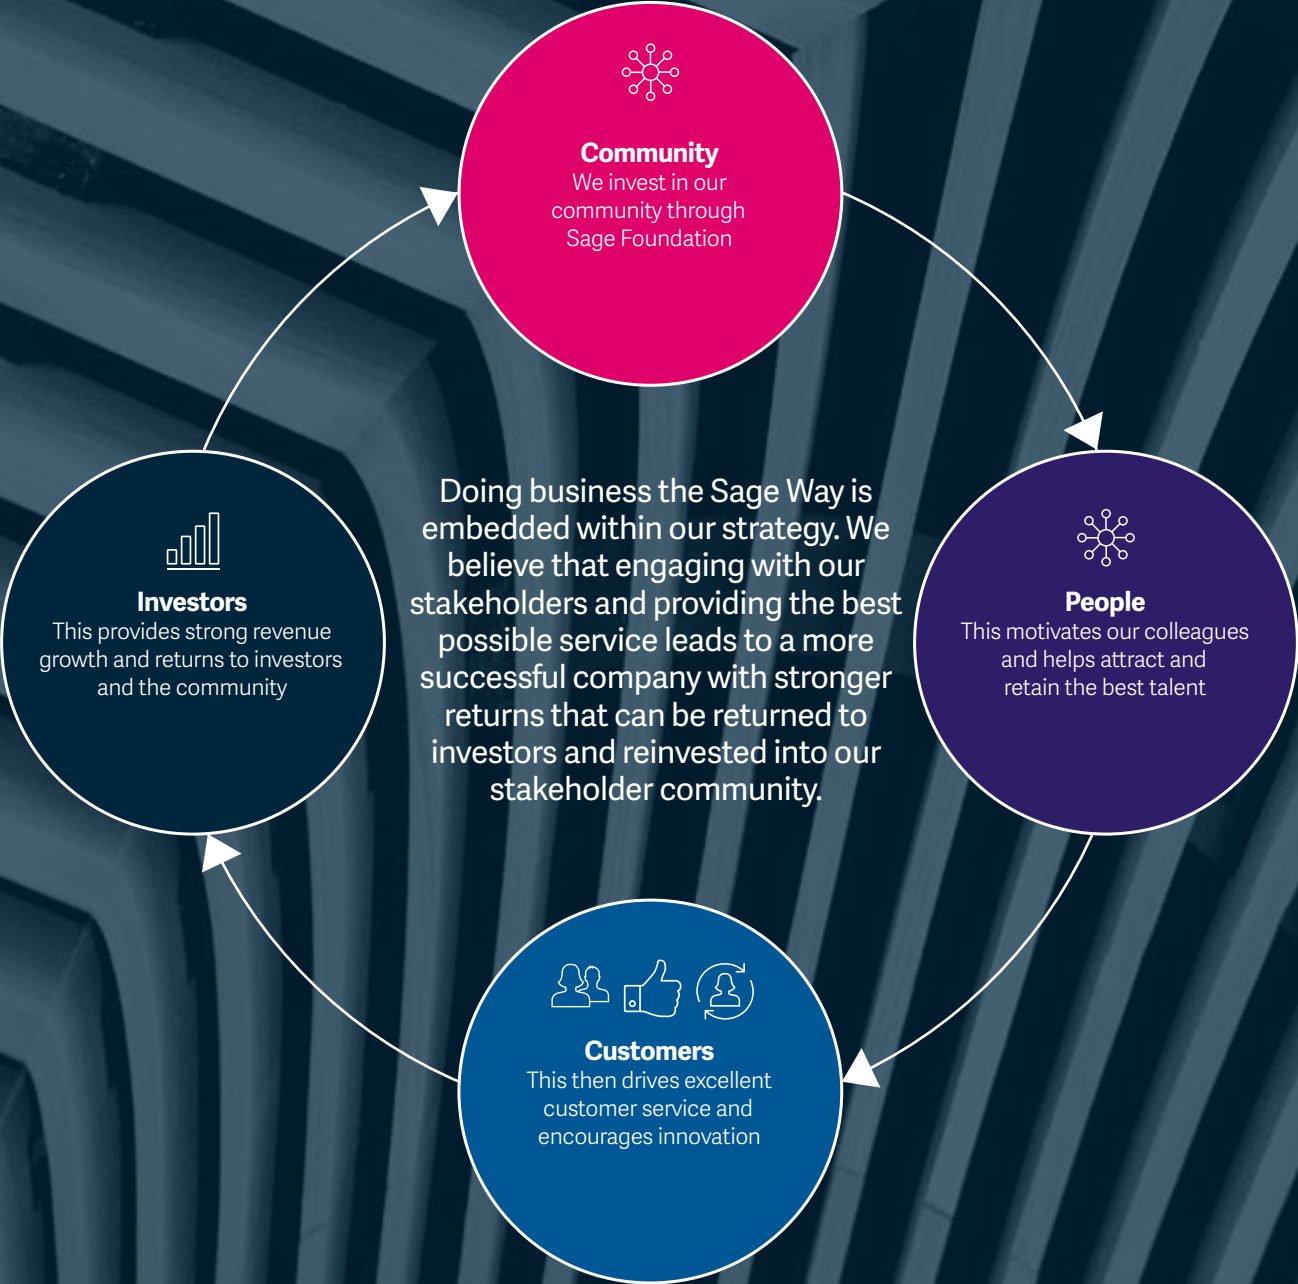 Community
We invest in our
community through
Sage Foundation
Doing business the Sage Way is
embedded within our strategy. We
believe that engaging with our
stakeholders and providing the best
possible service leads to a more
successful company with stronger
returns that can be returned to
investors and reinvested into our
stakeholder community.
People
This motivates our colleagues
and helps attract and
retain the best talent
Customers
This then drives excellent
customer service and
encourages innovation
Investors
This provides strong revenue
growth and returns to investors
and the community